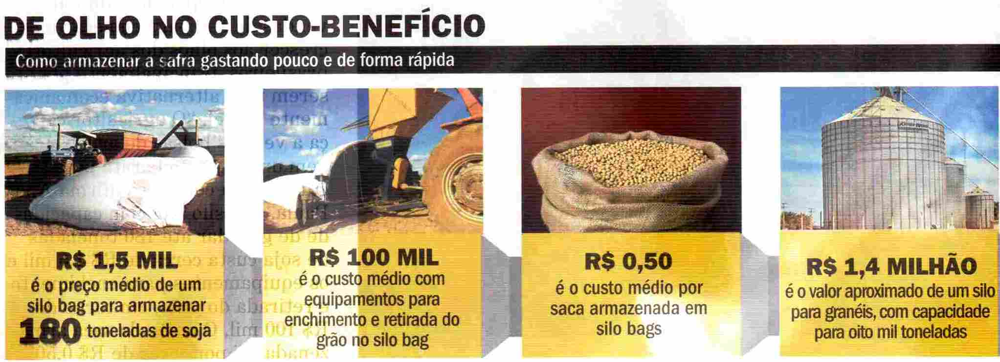 DE OLHO NO CUSTO-BENEFÍCIO
Como armazenar a safra gastando pouco e de forma rápida
R$ 1,5 MIL
é o preço médio de um
silo bag para armazenar
180 toneladas de soja
R$ 100 MIL
é o custo médio com
equipamentos para
enchimento e retirada do
grão no silo bag
R$ 0,50
é o custo médio por
saca armazenada em
silo bags
R$ 1,4 MILHÃO
é o valor aproximado de um silo
para granéis, com capacidade
para oito mil toneladas